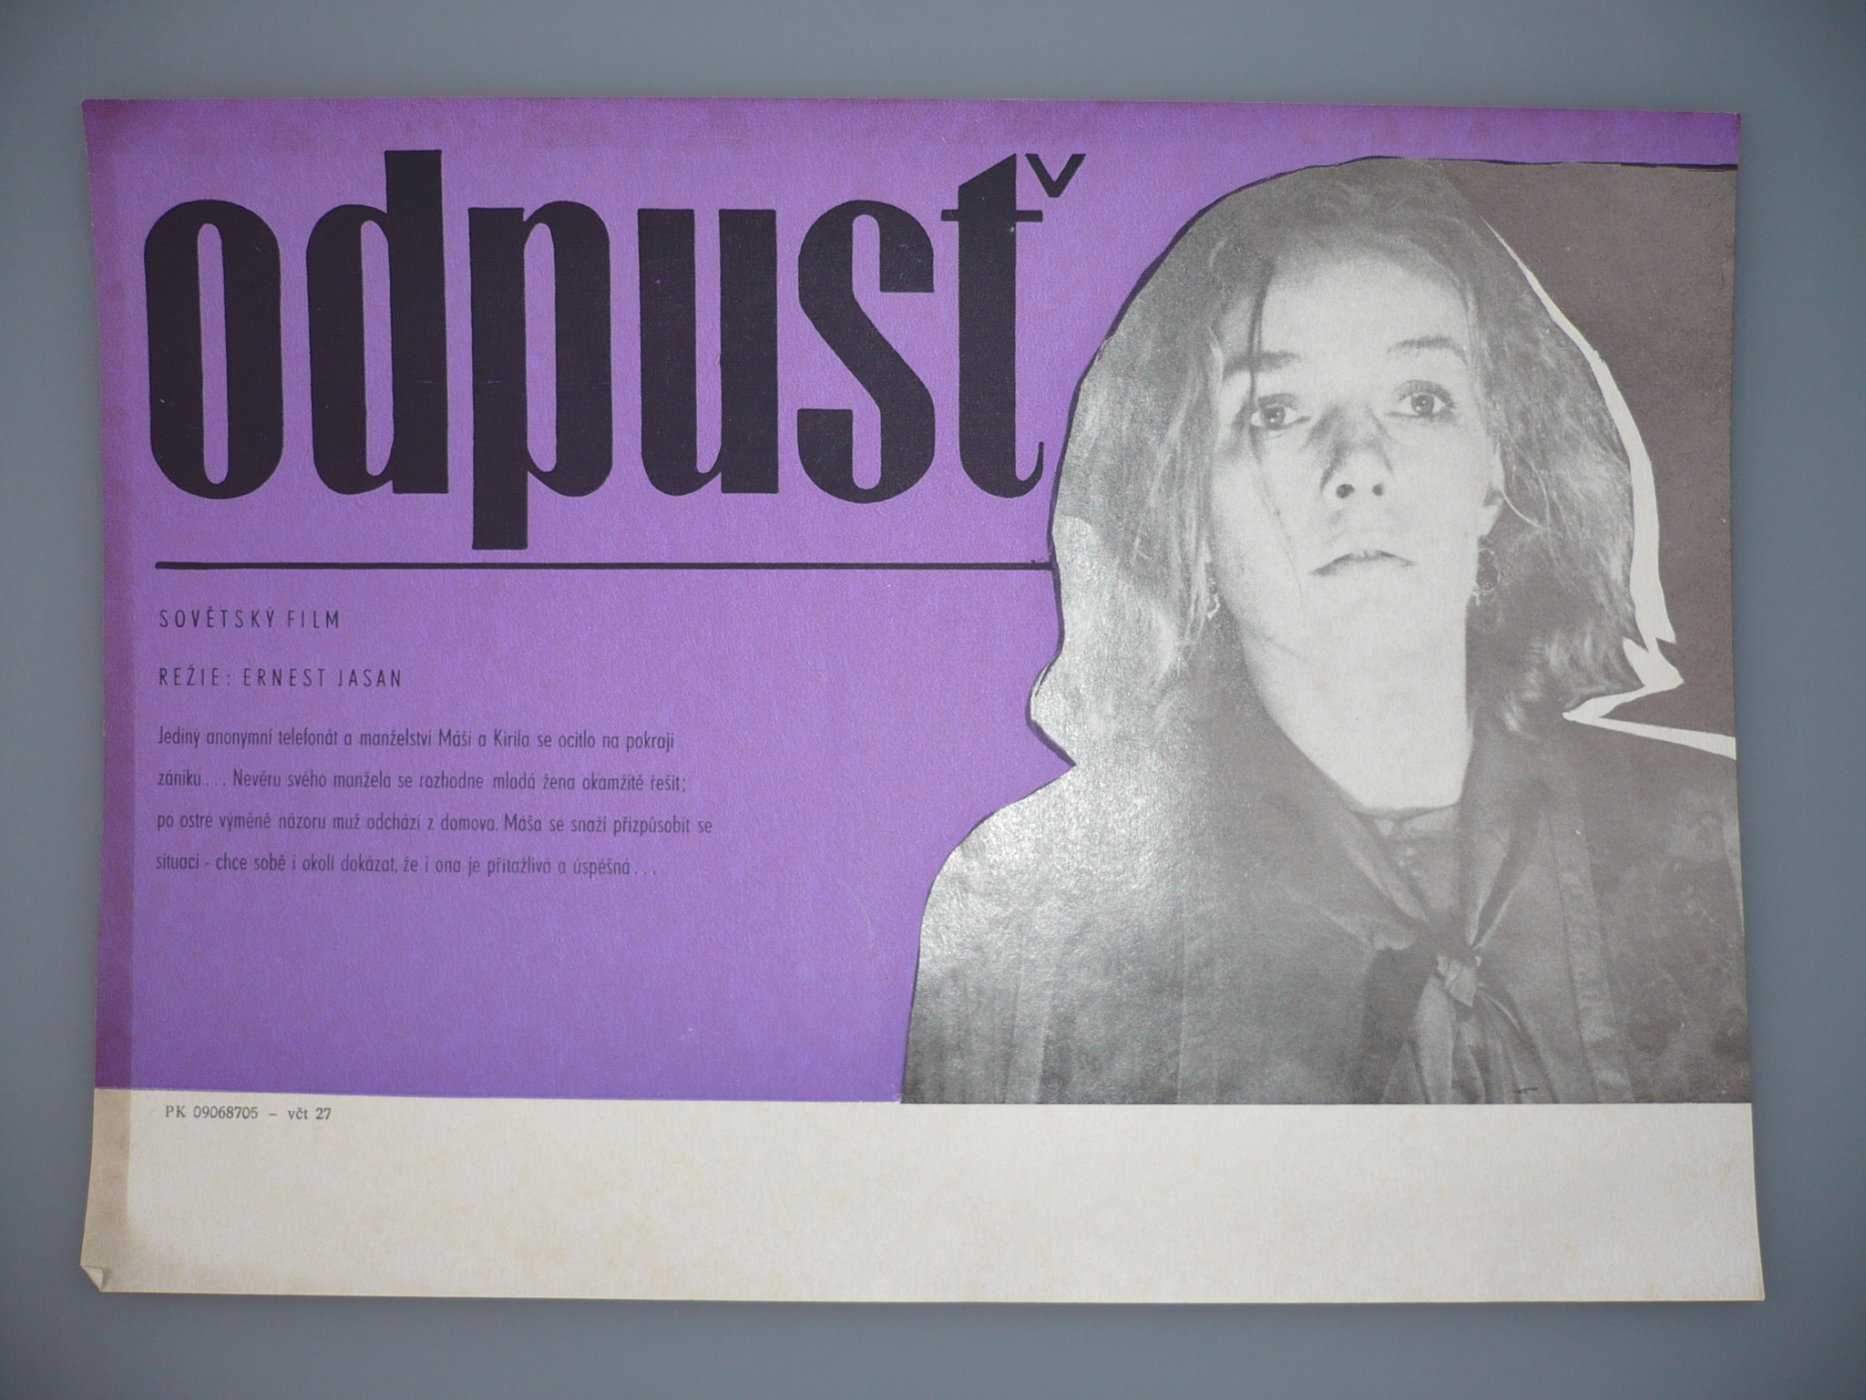 odpusť
SOVĚTSKÝ FILM
REŽIE: ERNEST JASAN
Jediný anonymní telefonát a manželství Máši a Kirila se ocitlo na pokraji
zániku... Nevěru svého manžela se rozhodne mladá žena okamžitě řešit;
po ostré výměně názoru muž odchází z domova. Máša se snaží přizpůsobit se
situaci - chce sobě i okolí dokázat, že i ona je přitažlivá a úspěšná...
PK 09068705 – včt 27